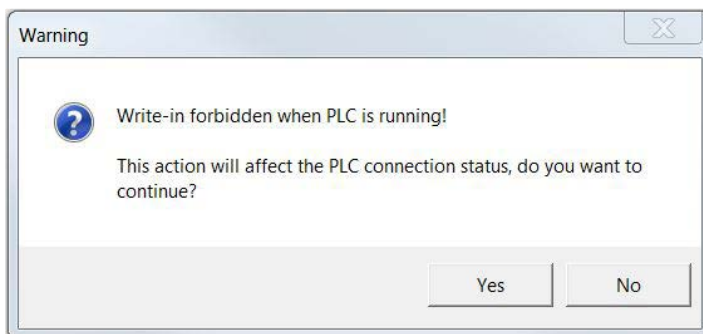 Warning
Write-in forbidden when PLC is running!
This action will affect the PLC connection status, do you want to
continue?
Yes
No